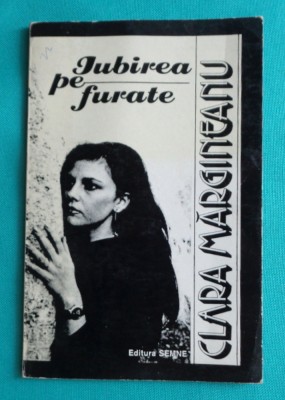 Iubirea
pe
furate
CLARA MĂRGINEANU
Editura SEMNE